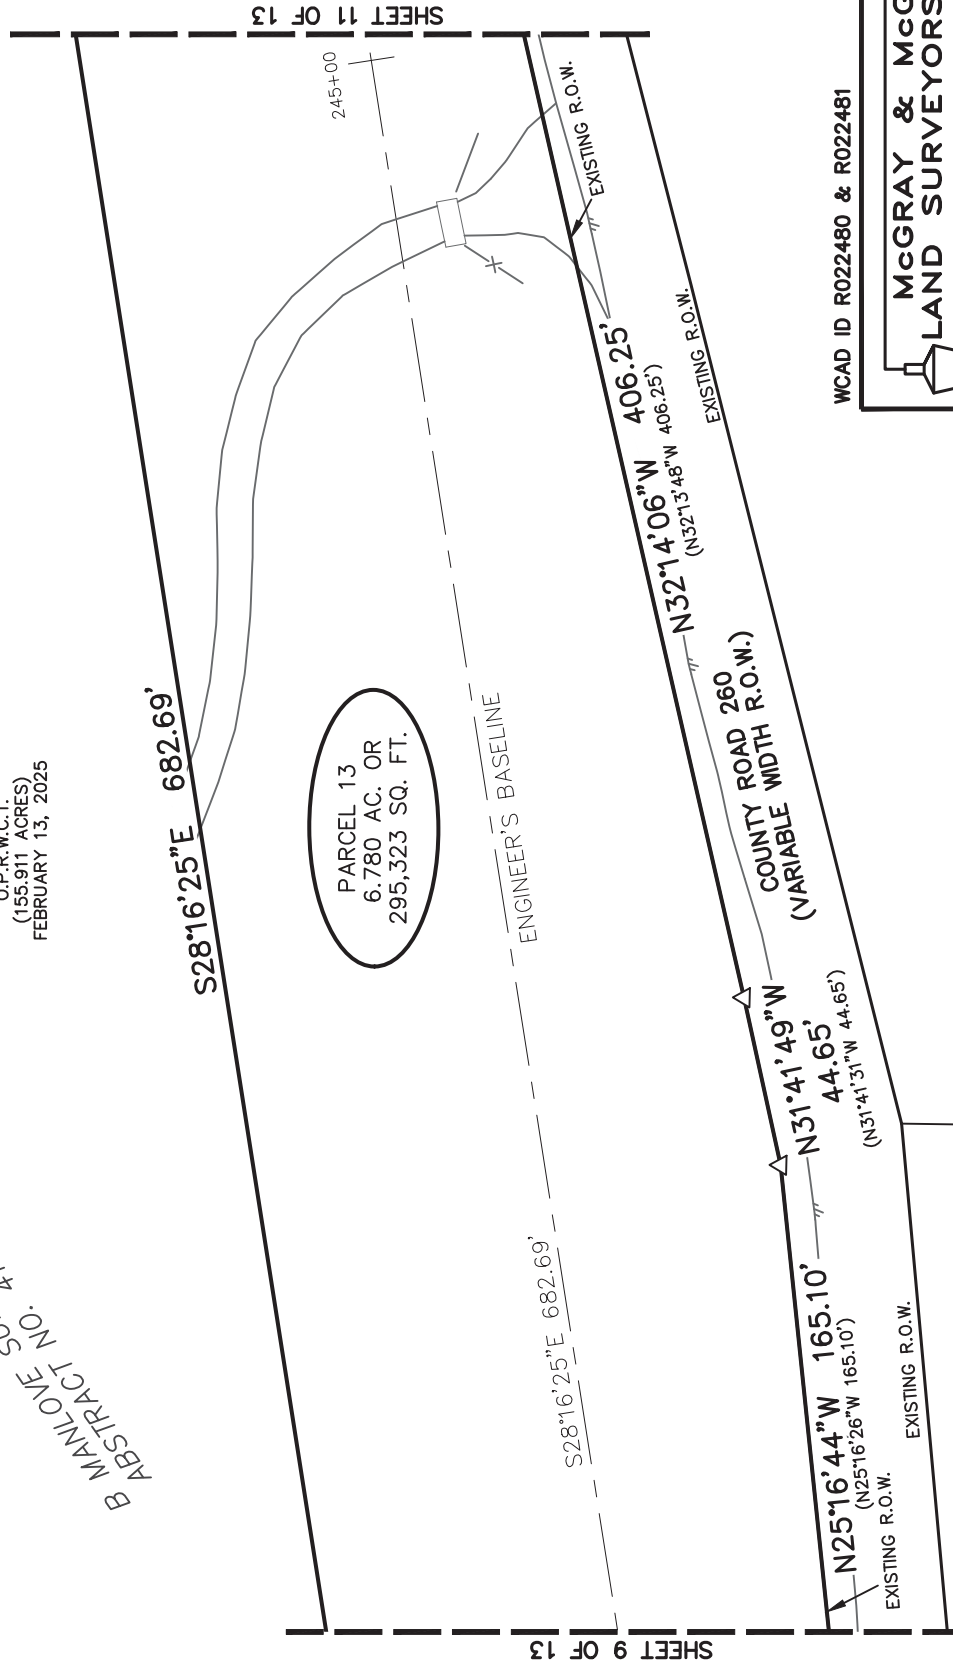 SHEET 11 OF 13
245+00
EXISTING R.O.W.
WCAD ID R022480 & R022481
McGRAY & McG
LAND SURVEYORS
(155.911 ACRES)
FEBRUARY 13, 2025
S28°16'25"E 682.69'
PARCEL 13
6.780 AC. OR
295,323 SQ. FT.
ENGINEER'S BASELINE
N32°14'06"W 406.25'
(N32°13'48"W 406.25')
EXISTING R.O.W.
COUNTY ROAD 260
(VARIABLE WIDTH R.O.W.)
N31°41'49"W
44.65'
(N31°41'31"W 44.65')
S28°16'25"E 682.69'
N25°16'44"W 165.10'
(N25°16'26"W 165.10')
EXISTING R.O.W.
EXISTING R.O.W.
B MANLOVE
ABSTRACT NO.
SHEET 9 OF 13